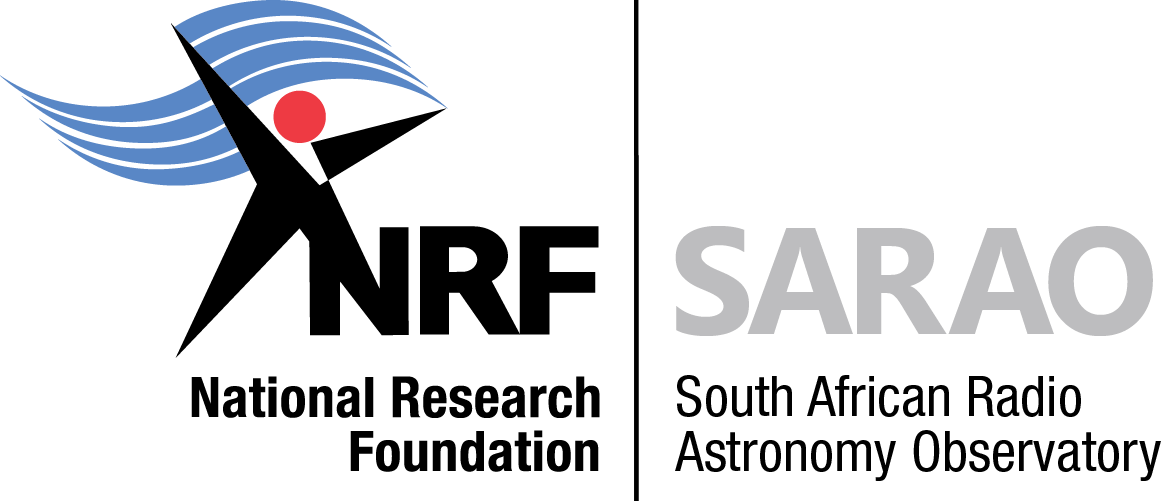 NRF
National Research
Foundation
SARAO
South African Radio
Astronomy Observatory